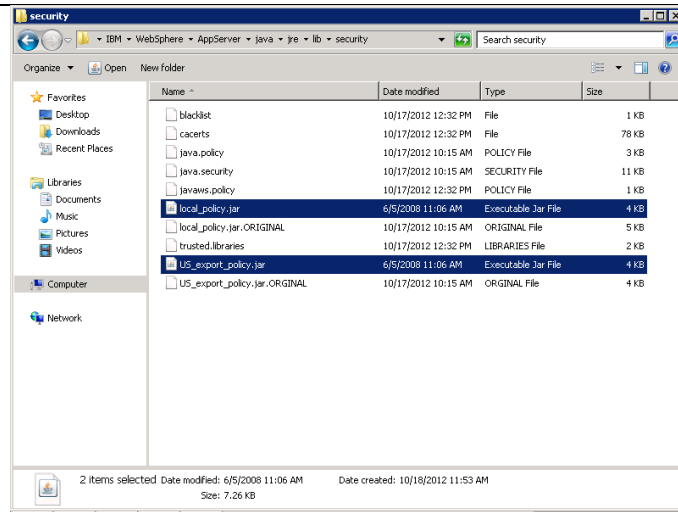 security
IBM WebSphere AppServer java jre lib security Search security
Organize Open New folder
Favorites
Desktop
Downloads
Recent Places
Libraries
Documents
Music
Pictures
Videos
Computer
Network
Name Date modified Type Size
blacklist 10/17/2012 12:32 PM File 1 KB
cacerts 10/17/2012 12:32 PM File 78 KB
java.policy 10/17/2012 10:15 AM POLICY File 3 KB
java.security 10/17/2012 10:15 AM SECURITY File 11 KB
javaws.policy 10/17/2012 12:32 PM POLICY File 1 KB
local_policy.jar 6/5/2008 11:06 AM Executable Jar File 4 KB
local_policy.jar.ORIGINAL 10/17/2012 10:15 AM ORIGINAL File 5 KB
trusted.libraries 10/17/2012 12:32 PM LIBRARIES File 2 KB
US_export_policy.jar 6/5/2008 11:06 AM Executable Jar File 4 KB
US_export_policy.jar.ORGINAL 10/17/2012 10:15 AM ORGINAL File 4 KB
2 items selected Date modified: 6/5/2008 11:06 AM Date created: 10/18/2012 11:53 AM
Size: 7.26 KB